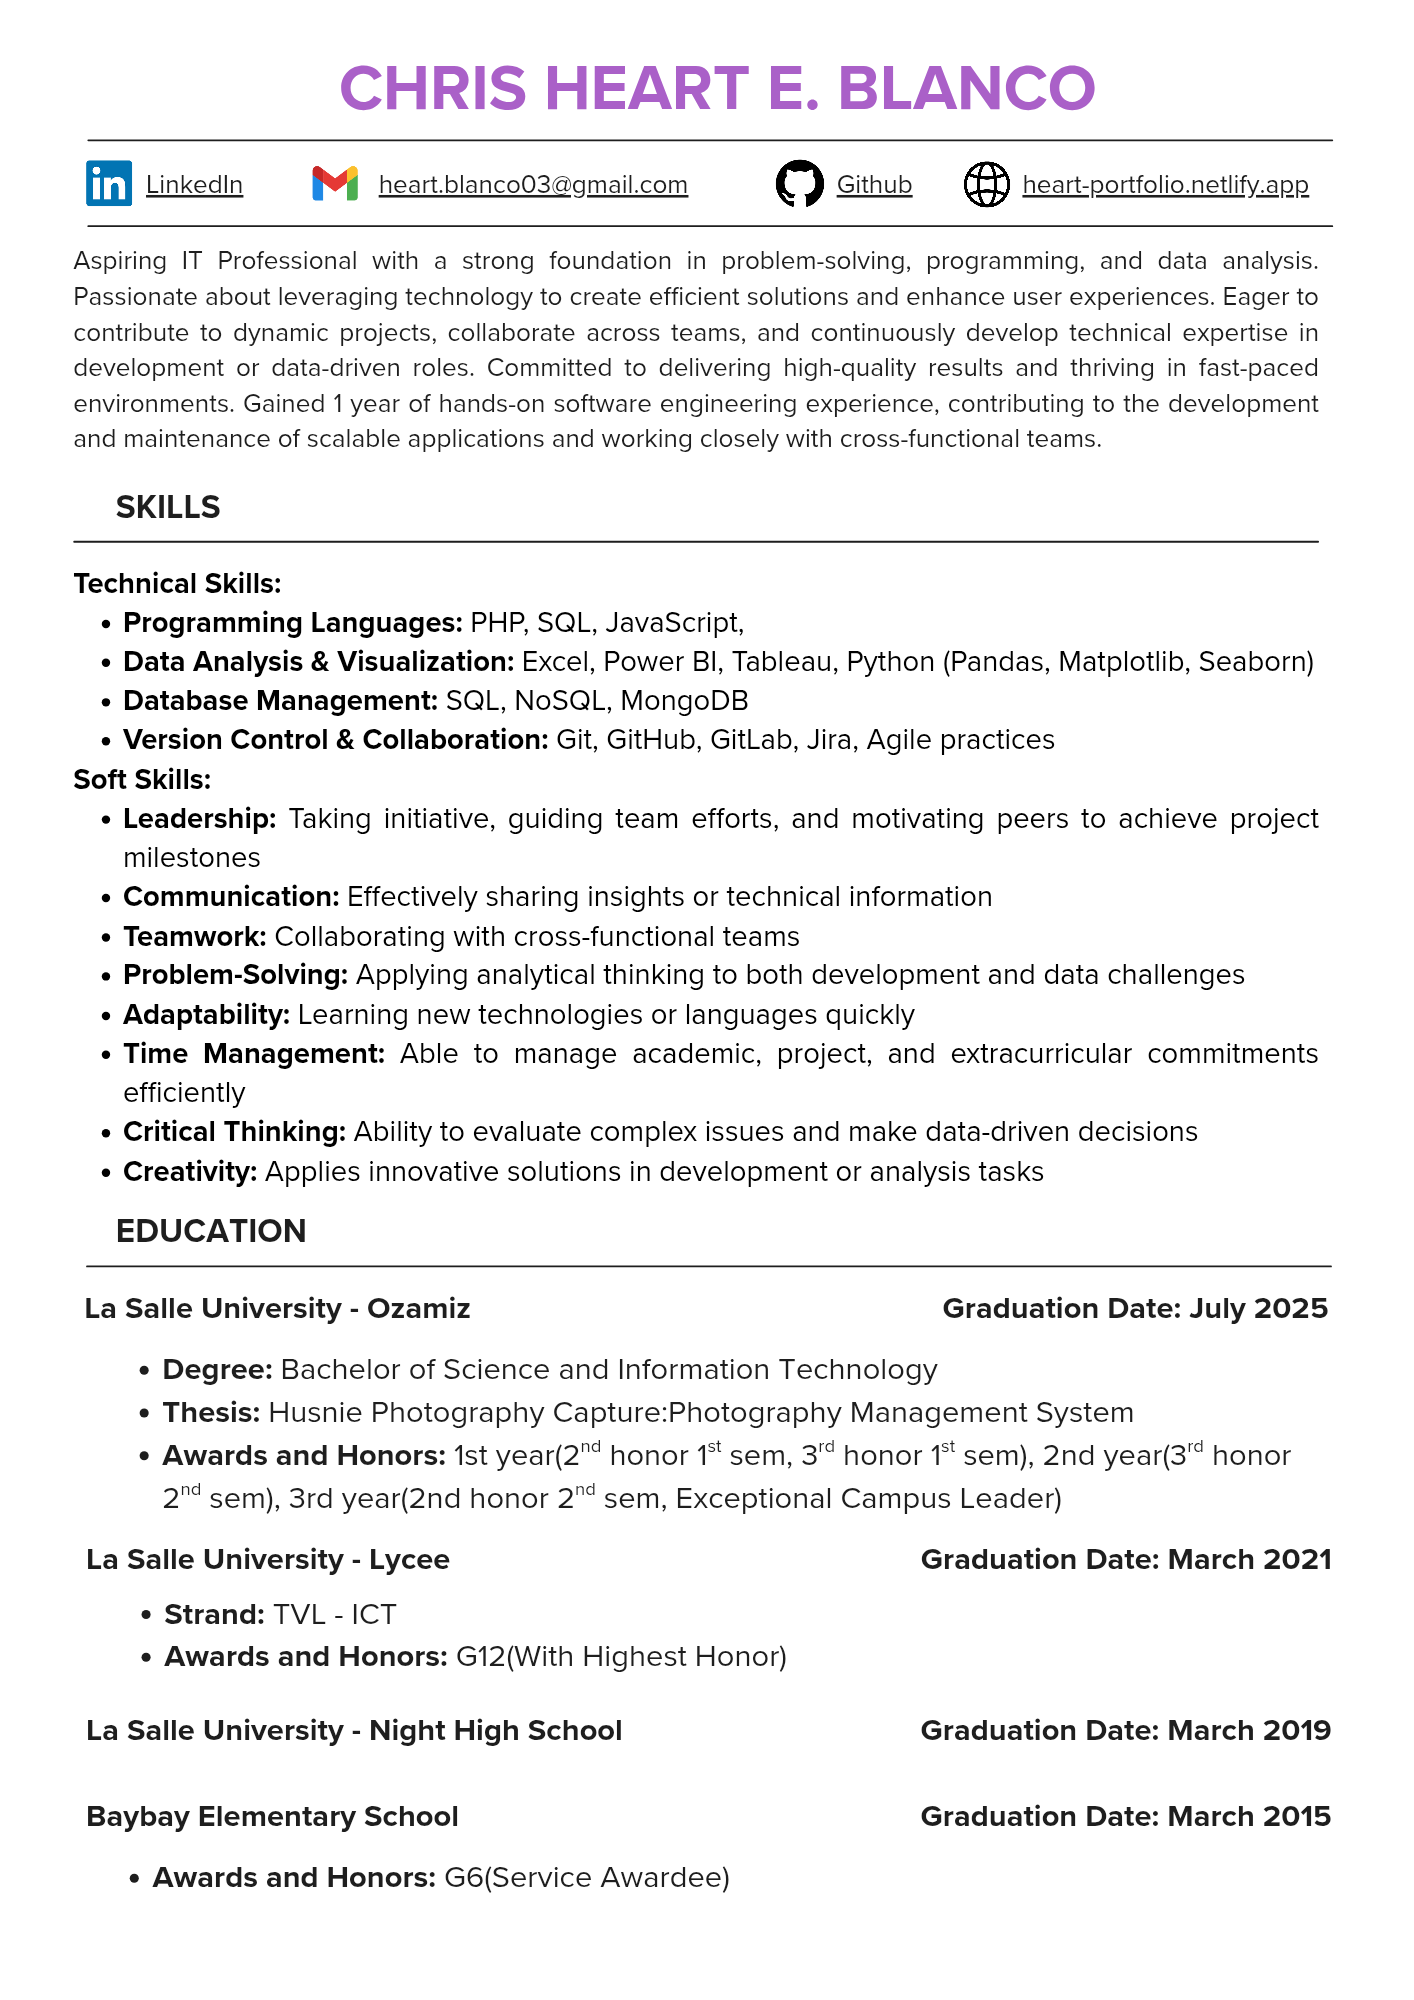 CHRIS HEART E. BLANCO
LinkedIn heart.blanco03@gmail.com Github heart-portfolio.netlify.app
Aspiring IT Professional with a strong foundation in problem-solving, programming, and data analysis.
Passionate about leveraging technology to create efficient solutions and enhance user experiences. Eager to
contribute to dynamic projects, collaborate across teams, and continuously develop technical expertise in
development or data-driven roles. Committed to delivering high-quality results and thriving in fast-paced
environments. Gained 1 year of hands-on software engineering experience, contributing to the development
and maintenance of scalable applications and working closely with cross-functional teams.
SKILLS
Technical Skills:
• Programming Languages: PHP, SQL, JavaScript,
• Data Analysis & Visualization: Excel, Power BI, Tableau, Python (Pandas, Matplotlib, Seaborn)
• Database Management: SQL, NoSQL, MongoDB
• Version Control & Collaboration: Git, GitHub, GitLab, Jira, Agile practices
Soft Skills:
• Leadership: Taking initiative, guiding team efforts, and motivating peers to achieve project
milestones
• Communication: Effectively sharing insights or technical information
• Teamwork: Collaborating with cross-functional teams
• Problem-Solving: Applying analytical thinking to both development and data challenges
• Adaptability: Learning new technologies or languages quickly
• Time Management: Able to manage academic, project, and extracurricular commitments
efficiently
• Critical Thinking: Ability to evaluate complex issues and make data-driven decisions
• Creativity: Applies innovative solutions in development or analysis tasks
EDUCATION
La Salle University - Ozamiz Graduation Date: July 2025
• Degree: Bachelor of Science and Information Technology
• Thesis: Husnie Photography Capture:Photography Management System
• Awards and Honors: 1st year(2nd honor 1st sem, 3rd honor 1st sem), 2nd year(3rd honor
2nd sem), 3rd year(2nd honor 2nd sem, Exceptional Campus Leader)
La Salle University - Lycee Graduation Date: March 2021
• Strand: TVL - ICT
• Awards and Honors: G12(With Highest Honor)
La Salle University - Night High School Graduation Date: March 2019
Baybay Elementary School Graduation Date: March 2015
• Awards and Honors: G6(Service Awardee)